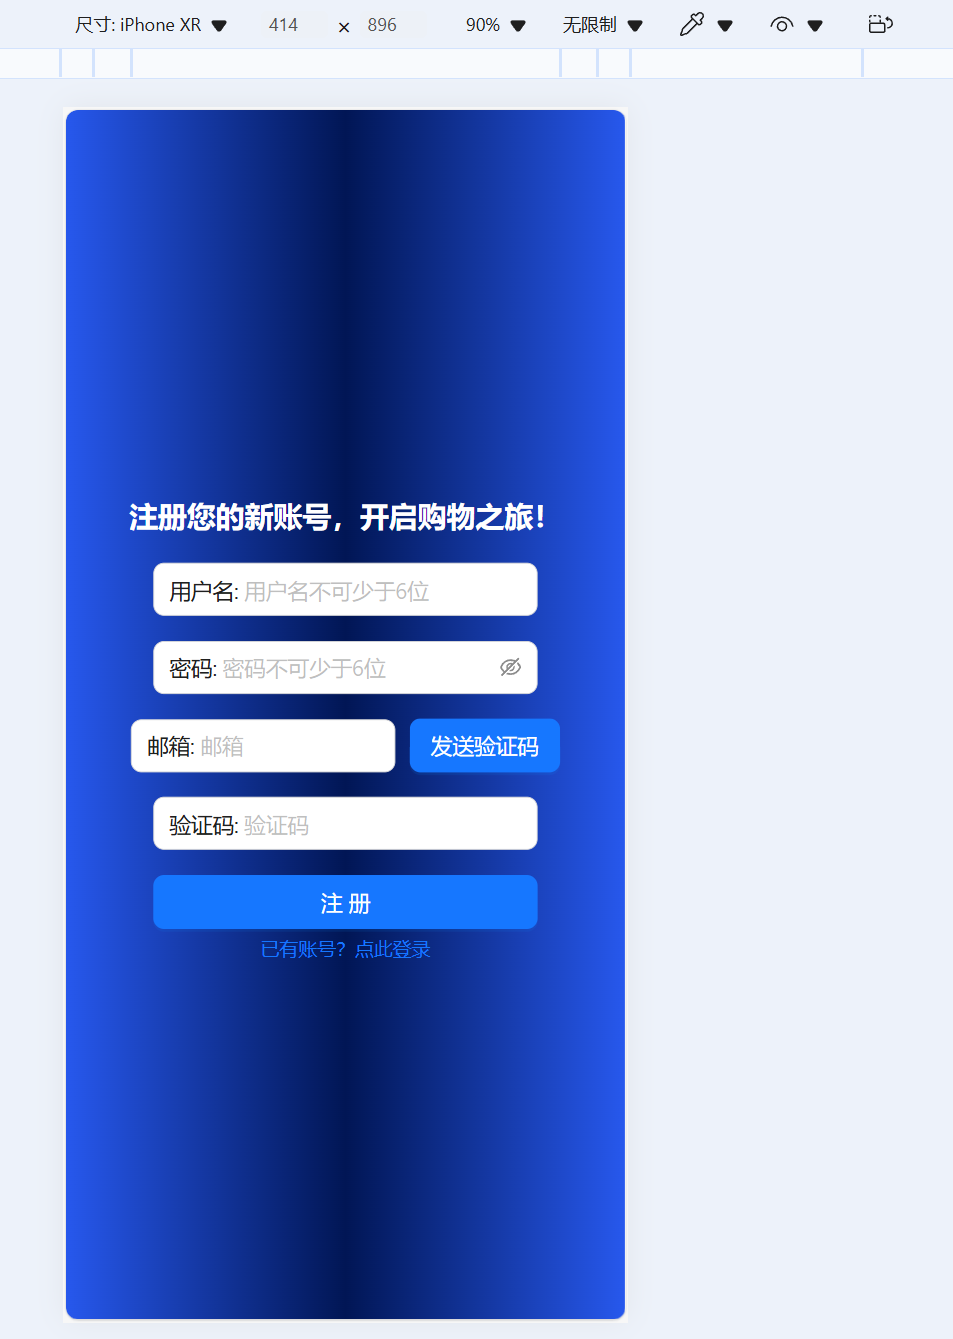 尺寸: iPhone XR 414 × 896 90% 无限制
注册您的新账号，开启购物之旅！
用户名: 用户名不可少于6位
密码: 密码不可少于6位
邮箱: 邮箱 发送验证码
验证码: 验证码
注 册
已有账号？点此登录